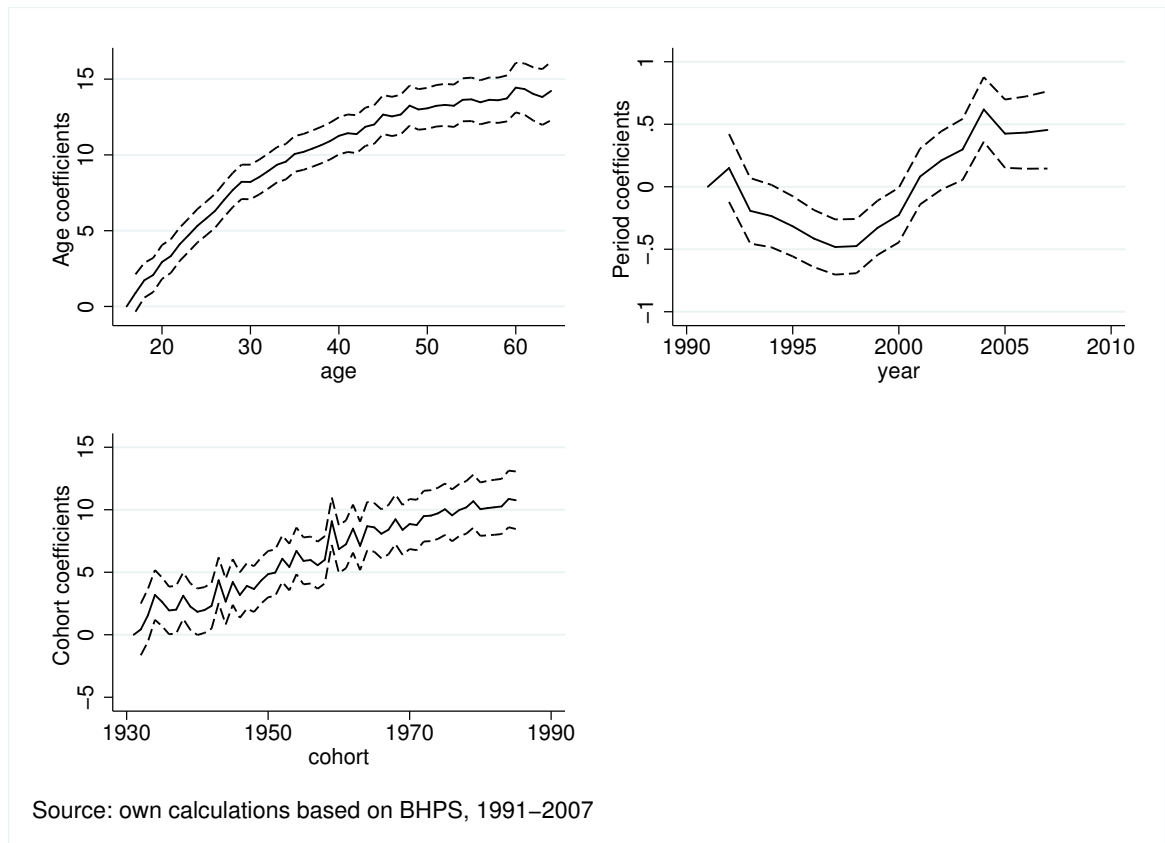 Age coefficients
15
10
5
0
20 30 40 50 60
age
Period coefficients
1
.5
0
−.5
−1
1990 1995 2000 2005 2010
year
Cohort coefficients
15
10
5
0
−5
1930 1950 1970 1990
cohort
Source: own calculations based on BHPS, 1991−2007